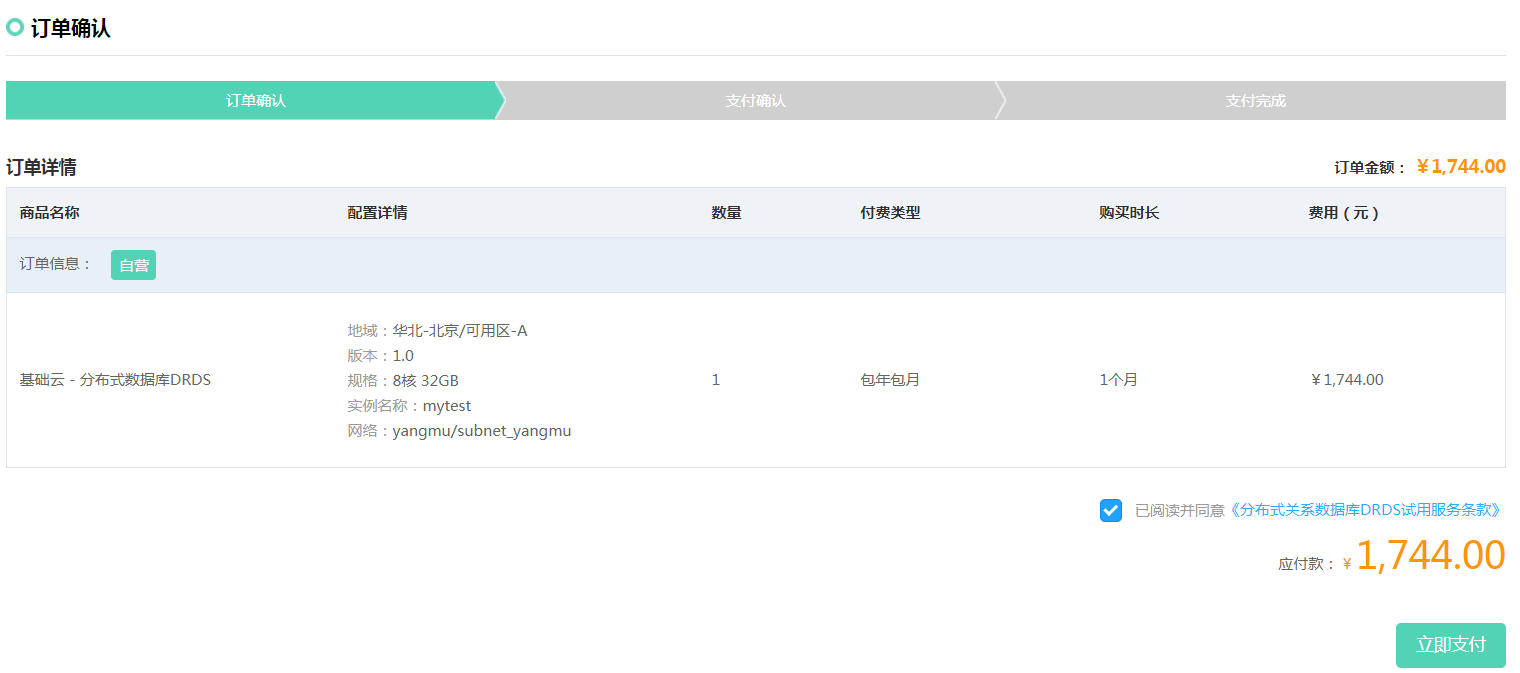 订单确认
订单确认 支付确认 支付完成
订单详情 订单金额： ¥1,744.00
商品名称 配置详情 数量 付费类型 购买时长 费用（元）
订单信息： 自营
地域：华北-北京/可用区-A
版本：1.0
基础云 - 分布式数据库DRDS 规格：8核 32GB 1 包年包月 1个月 ¥1,744.00
实例名称：mytest
网络：yangmu/subnet_yangmu
已阅读并同意《分布式关系数据库DRDS试用服务条款》
应付款： ¥ 1,744.00
立即支付